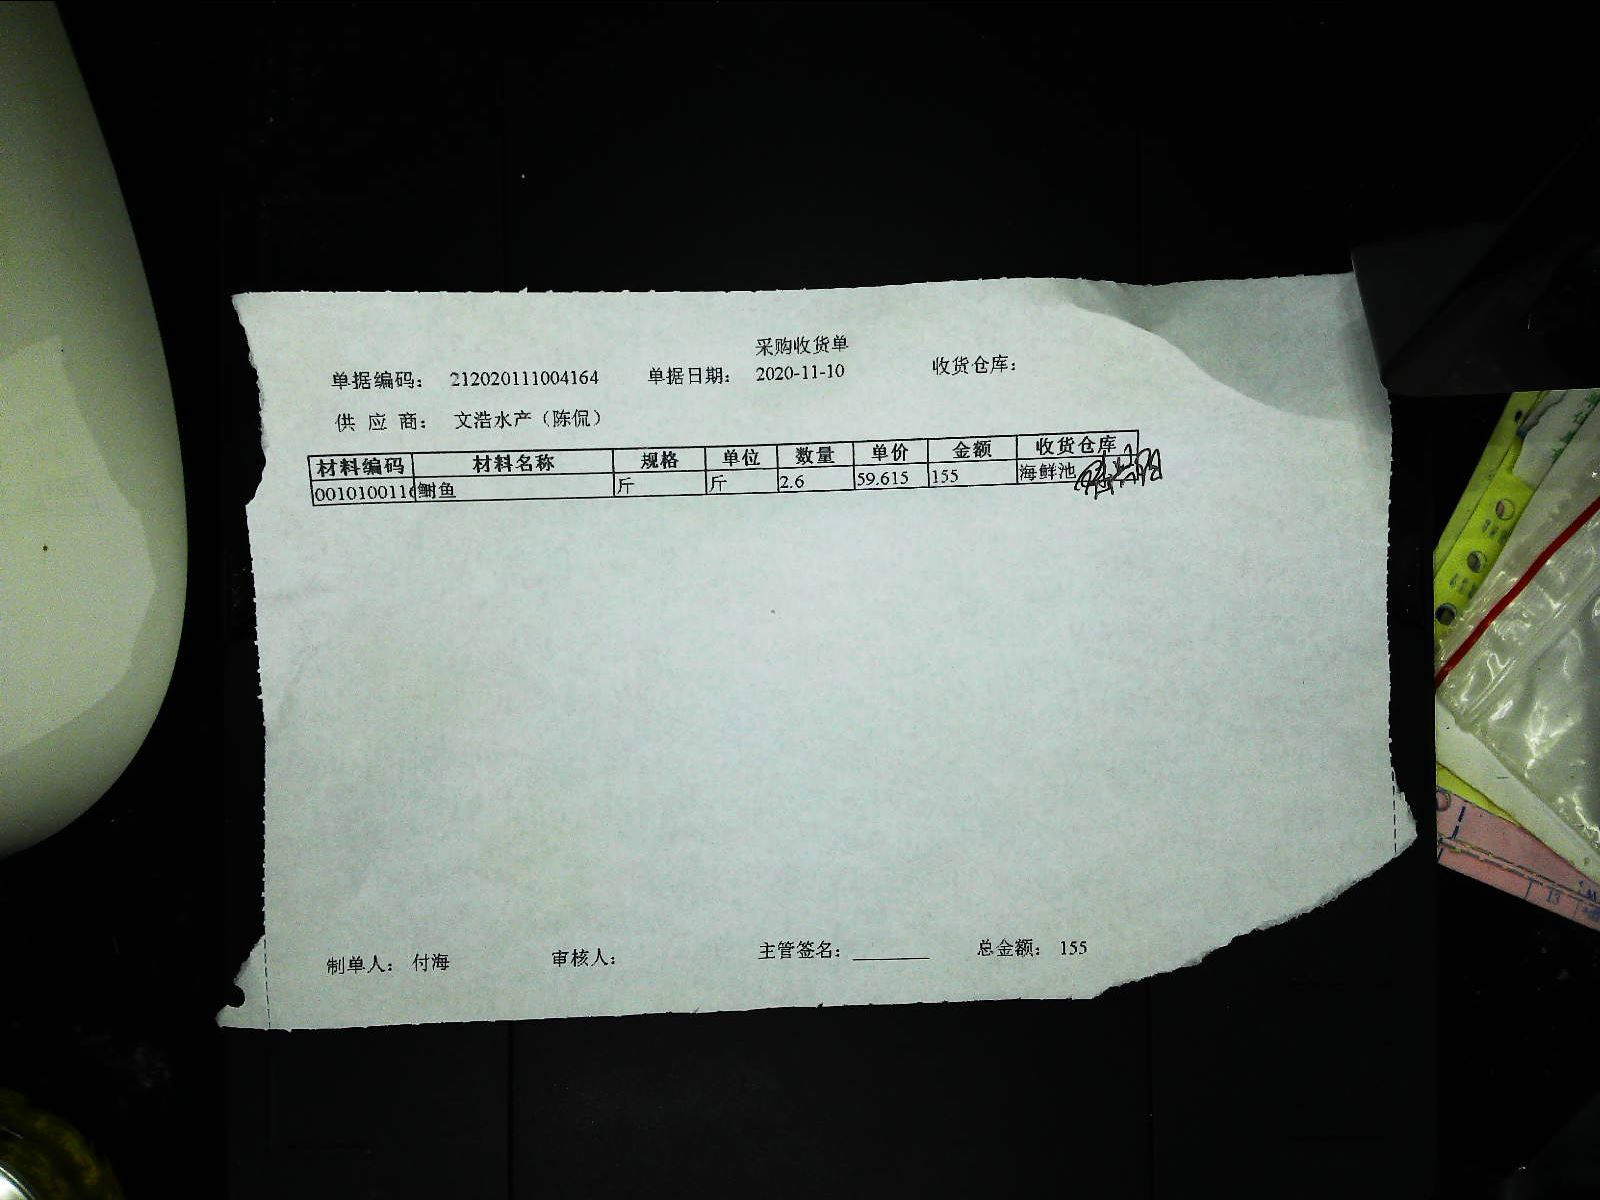 采购收货单
单据编码： 212020111004164 单据日期： 2020-11-10 收货仓库：
供 应 商： 文浩水产（陈侃）
材料编码 材料名称 规格 单位 数量 单价 金额 收货仓库
0010100116 鲥鱼 斤 斤 2.6 59.615 155 海鲜池
制单人： 付海 审核人： 主管签名： 总金额： 155